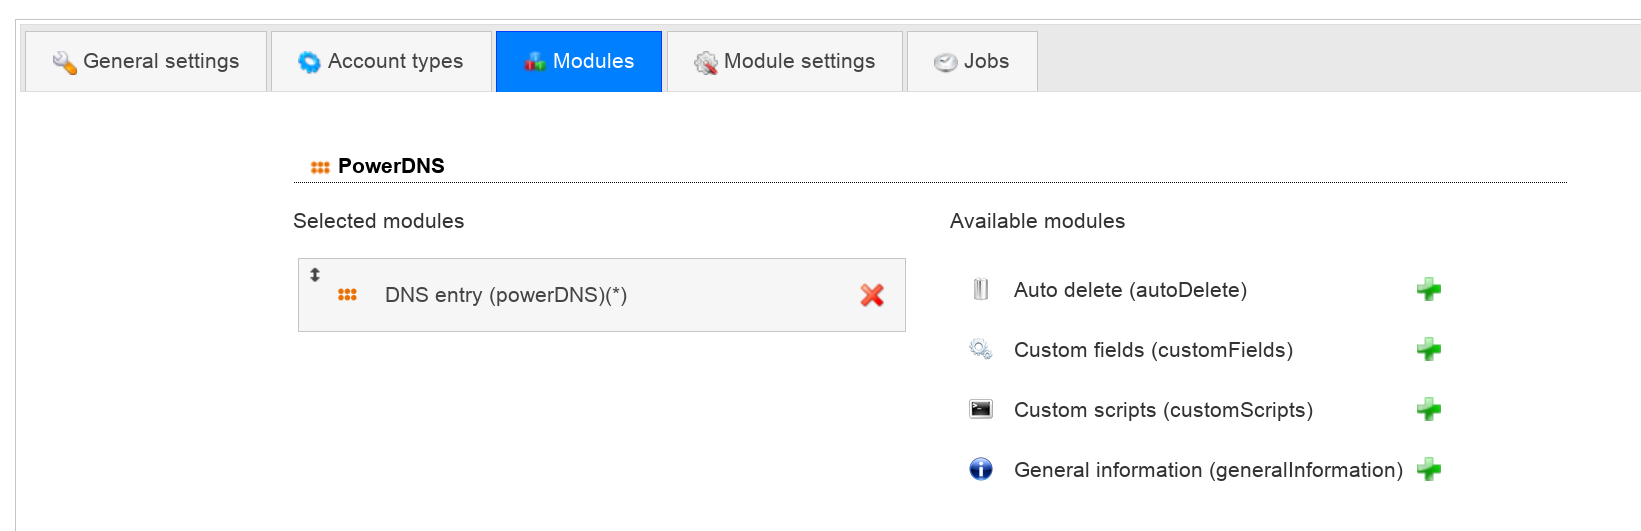 General settings
Account types
Modules
Module settings
Jobs
PowerDNS
Selected modules
DNS entry (powerDNS)(*)
Available modules
Auto delete (autoDelete)
Custom fields (customFields)
Custom scripts (customScripts)
General information (generalInformation)